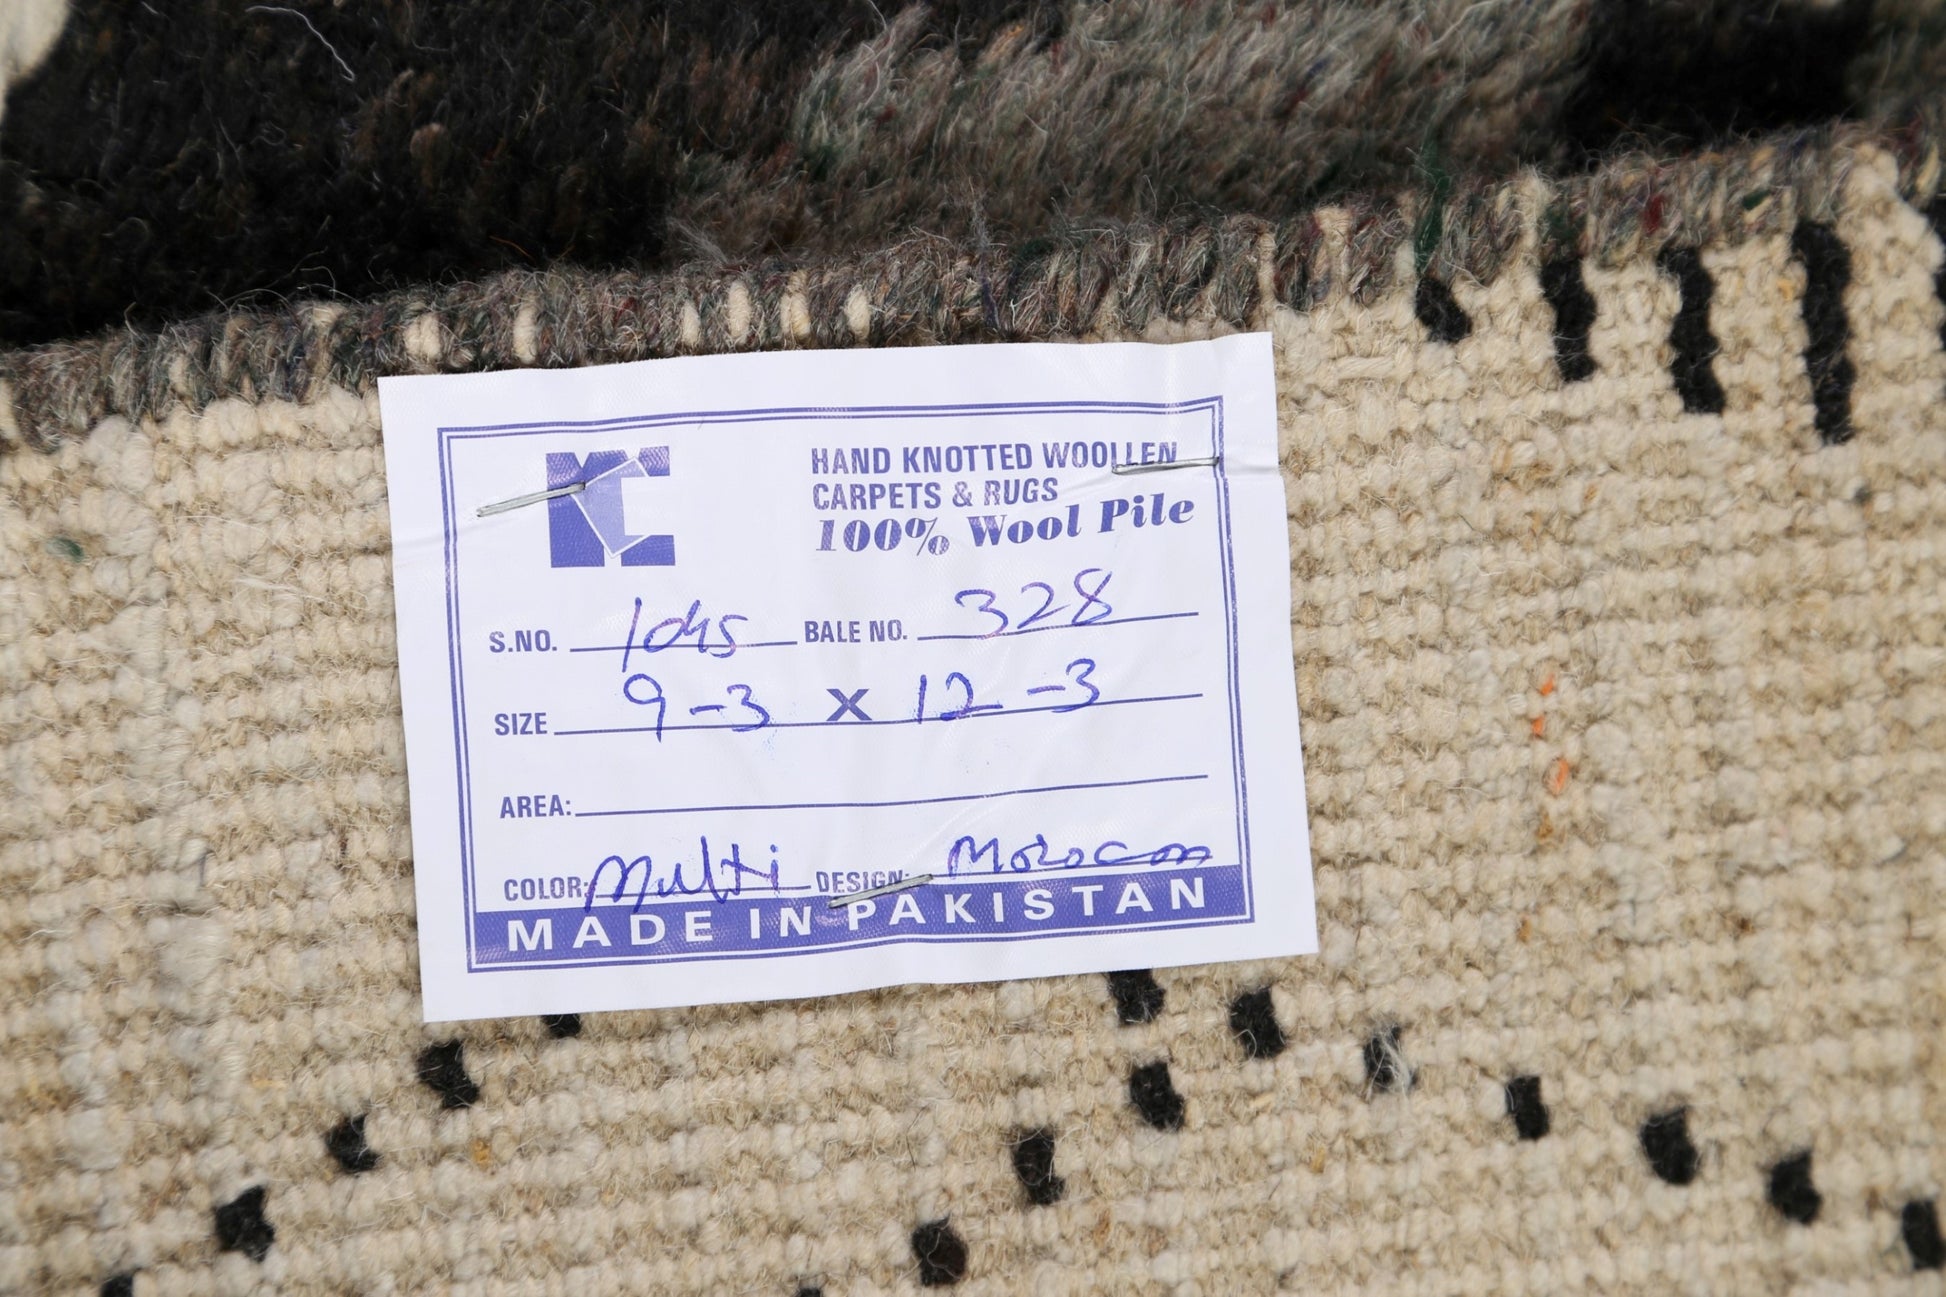 HAND KNOTTED WOOLLEN
CARPETS & RUGS
100% Wool Pile
S.NO. 1045 BALE NO. 328
SIZE 9-3 X 12-3
AREA:
COLOR: Multi DESIGN: Morocan
MADE IN PAKISTAN